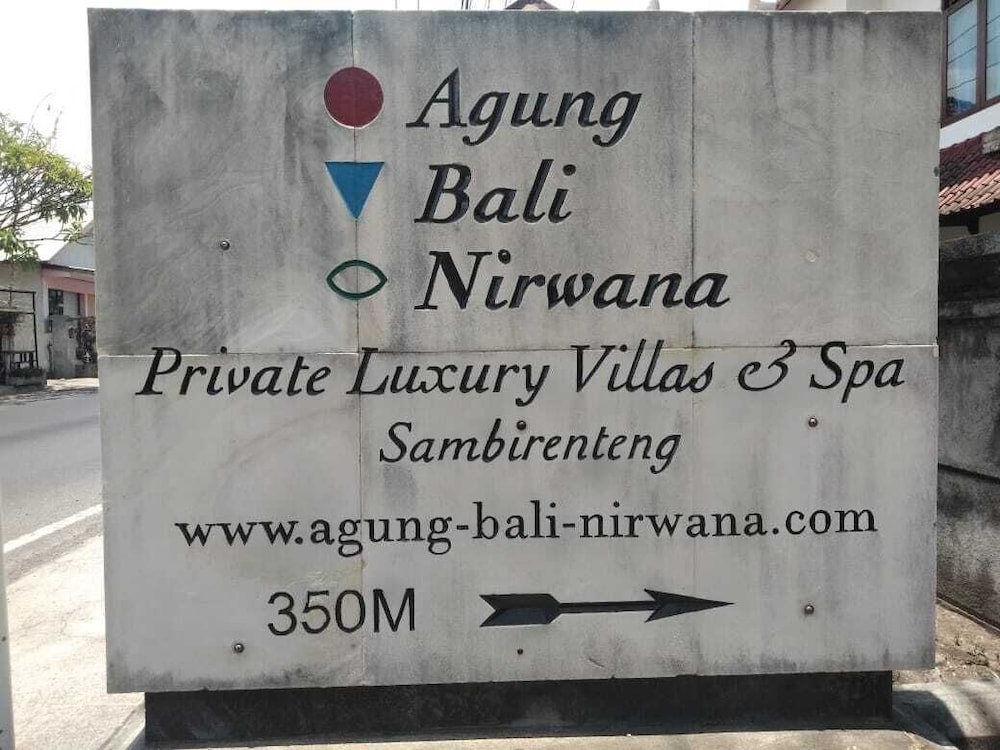 Agung
Bali
Nirwana
Private Luxury Villas & Spa
Sambirenteng
www.agung-bali-nirwana.com
350M